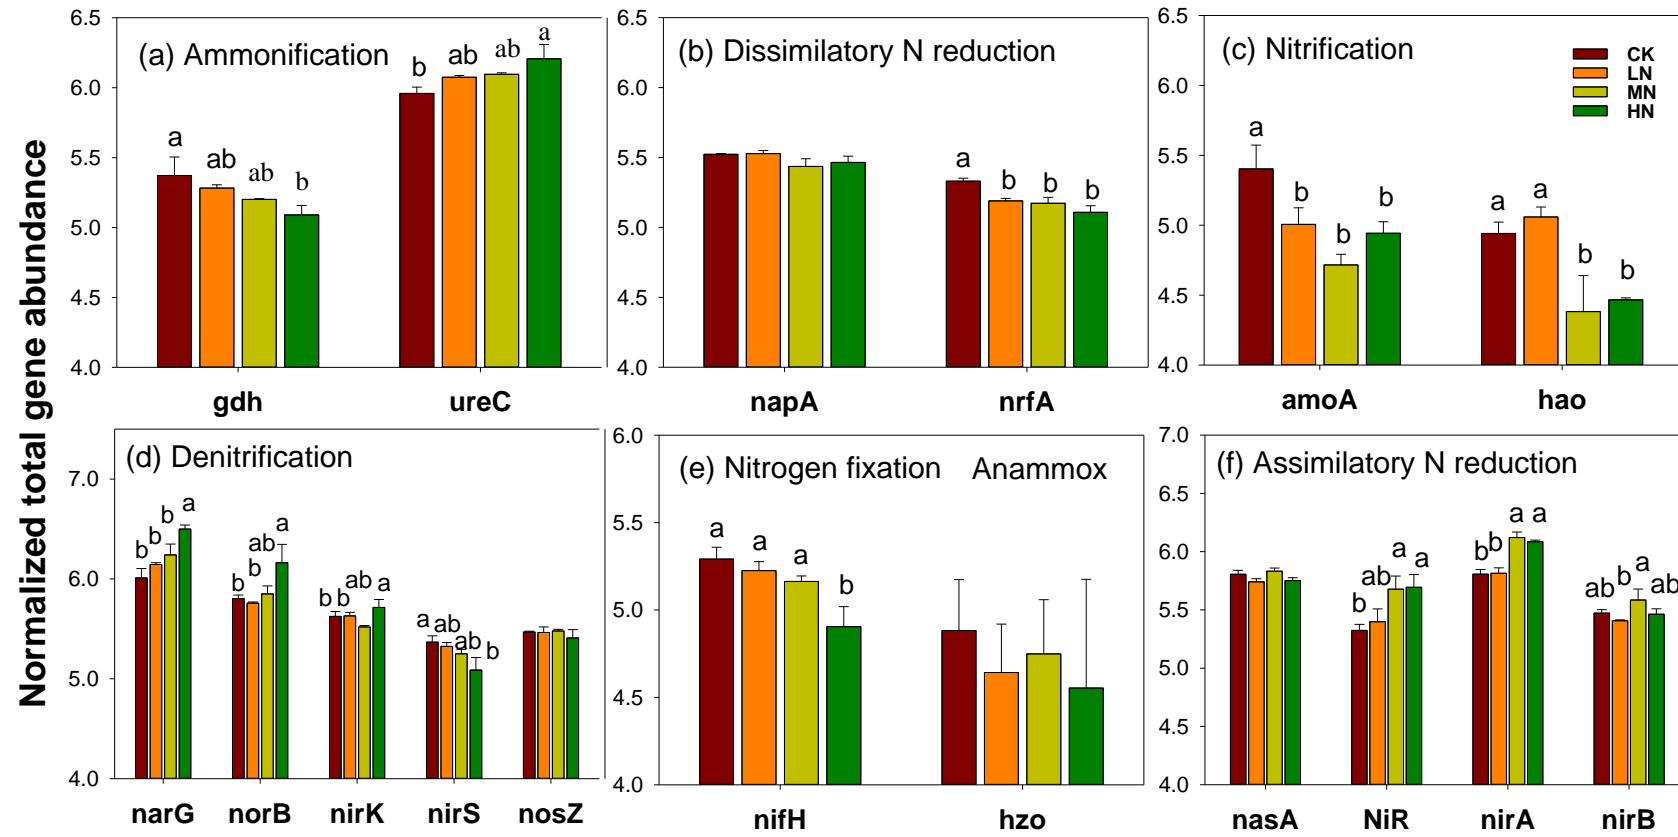 Normalized total gene abundance
(a) Ammonification
6.5
6.0
5.5
5.0
4.5
4.0
a
ab
ab
b
b
ab
ab
a
gdh
ureC
(b) Dissimilatory N reduction
6.5
6.0
5.5
5.0
4.5
4.0
a
b
b
b
napA
nrfA
(c) Nitrification
CK
LN
MN
HN
6.5
6.0
5.5
5.0
4.5
4.0
a
b
b
b
a
a
b
b
amoA
hao
(d) Denitrification
7.0
6.0
5.0
4.0
b
b
b
a
b
b
ab
a
b
b
ab
a
a
ab
ab
b
narG
norB
nirK
nirS
nosZ
(e) Nitrogen fixation
Anammox
6.0
5.5
5.0
4.5
4.0
a
a
a
b
nifH
hzo
(f) Assimilatory N reduction
7.0
6.5
6.0
5.5
5.0
4.5
4.0
b
ab
a
a
b
b
a
a
ab
b
a
ab
nasA
NiR
nirA
nirB